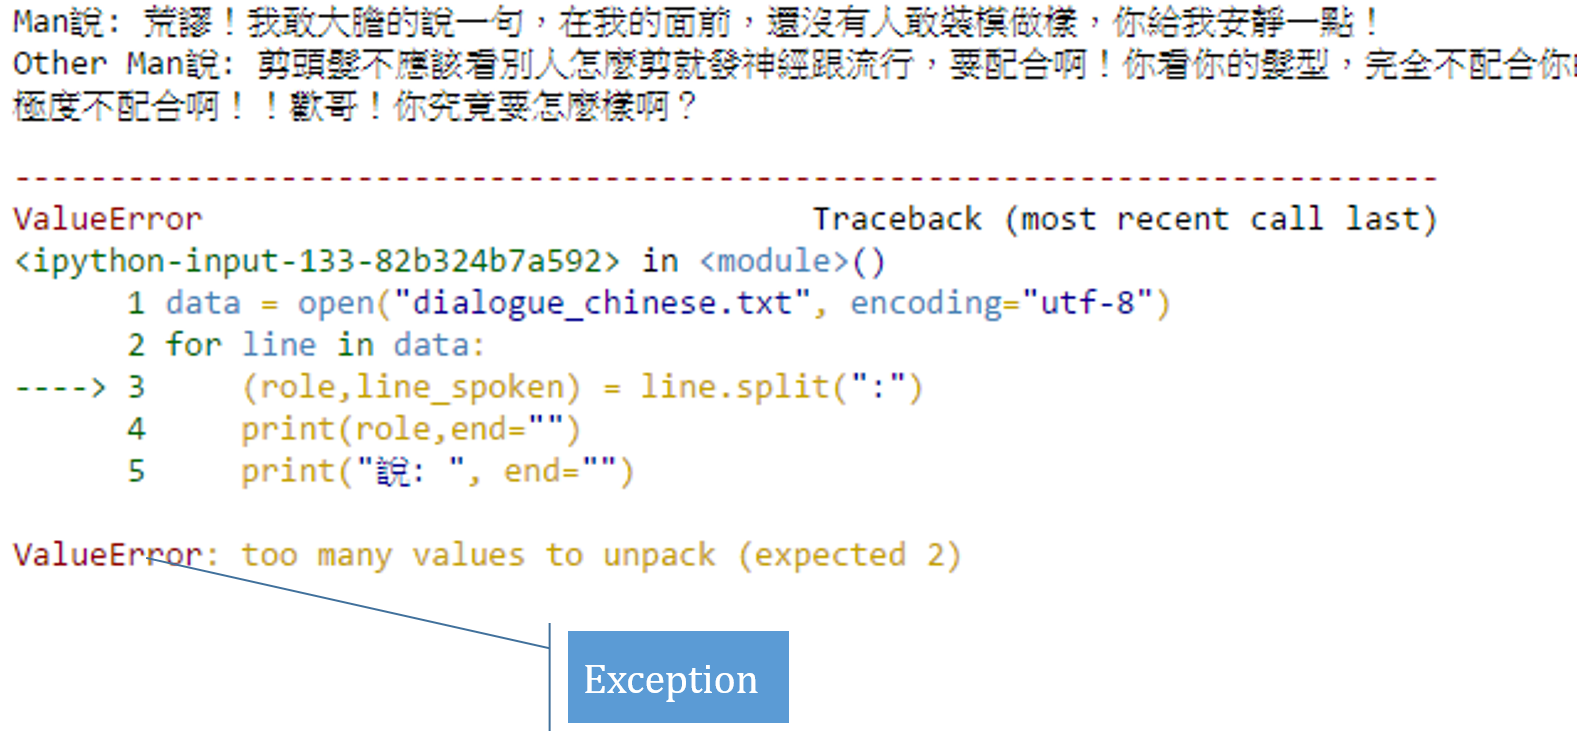 Man說: 荒謬！我敢大膽的說一句，在我的面前，還沒有人敢裝模做樣，你給我安靜一點！
Other Man說: 剪頭髮不應該看別人怎麼剪就發神經跟流行，要配合啊！你看你的髮型，完全不配合你
極度不配合啊！！歡哥！你究竟要怎麼樣啊？
---------------------------------------------------------------------------
ValueError                                Traceback (most recent call last)
<ipython-input-133-82b324b7a592> in <module>()
      1 data = open("dialogue_chinese.txt", encoding="utf-8")
      2 for line in data:
----> 3     (role,line_spoken) = line.split(":")
      4     print(role,end="")
      5     print("說: ", end="")
ValueError: too many values to unpack (expected 2)
Exception